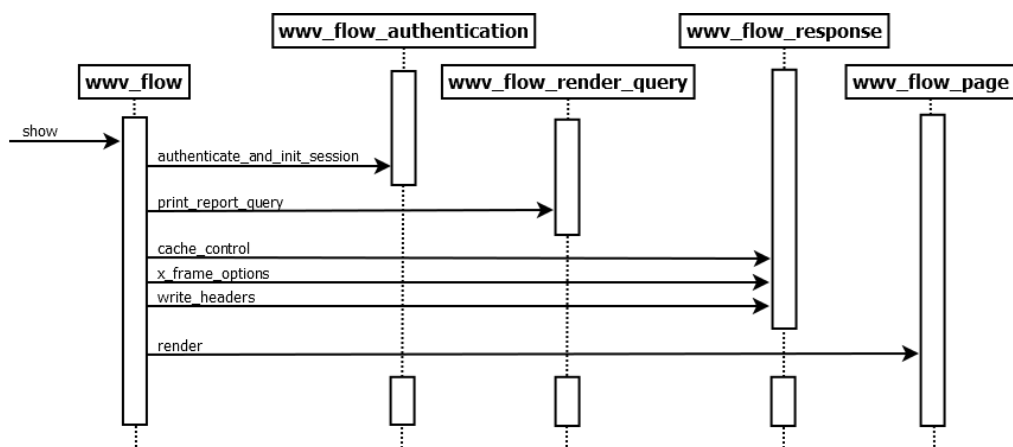 wwv_flow_authentication
wwv_flow_response
wwv_flow
wwv_flow_render_query
wwv_flow_page
show
authenticate_and_init_session
print_report_query
cache_control
x_frame_options
write_headers
render